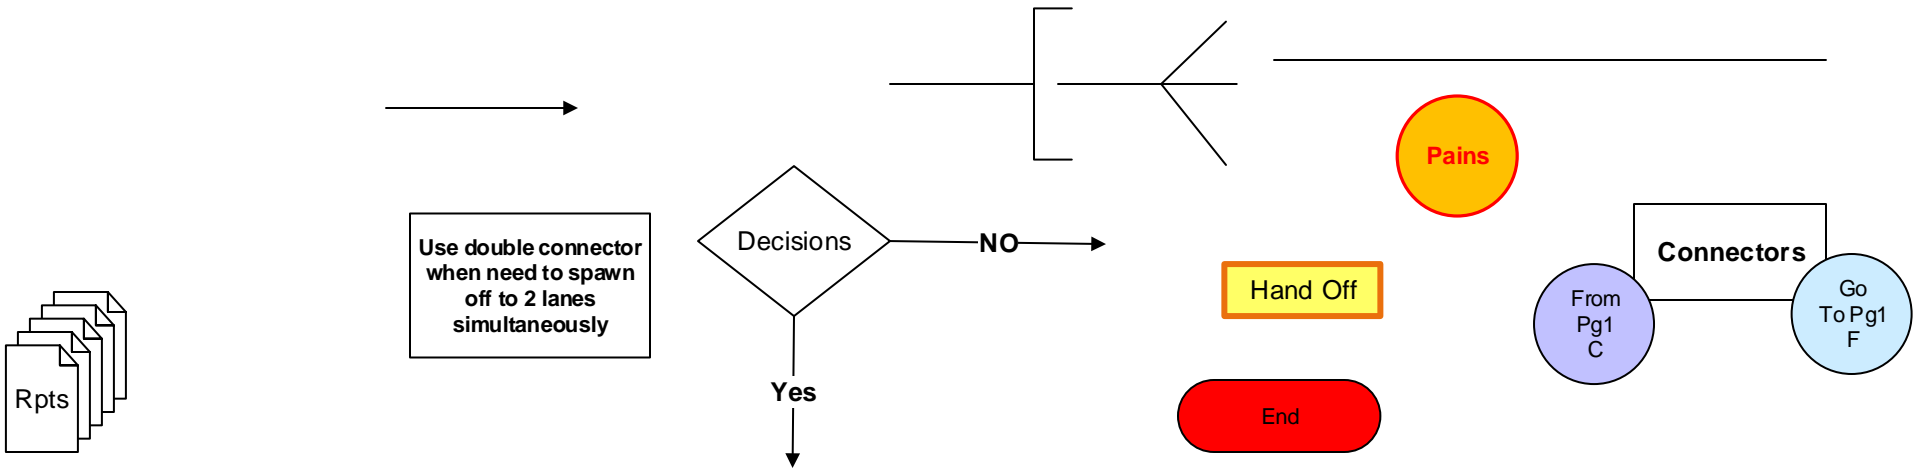 Pains
Use double connector
when need to spawn
off to 2 lanes
simultaneously
Decisions
NO
Yes
Hand Off
Connectors
From
Pg1
C
Go
To Pg1
F
Rpts
End